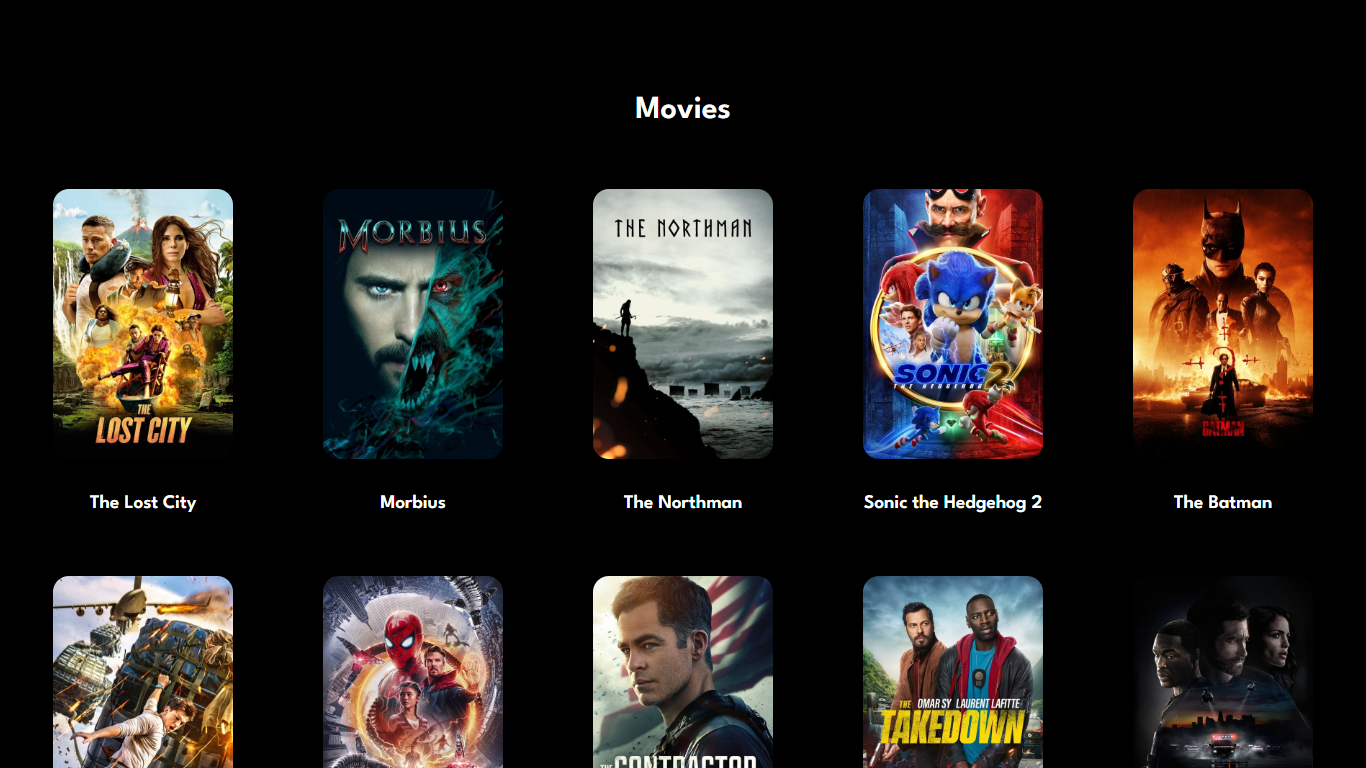 Movies
THE
LOST CITY
MORBIUS
THE NORTHMAN
SONIC 2
THE HEDGEHOG
THE
BATMAN
The Lost City
Morbius
The Northman
Sonic the Hedgehog 2
The Batman
THE CONTRACTOR
OMAR SY LAURENT LAFITTE
THE
TAKEDOWN